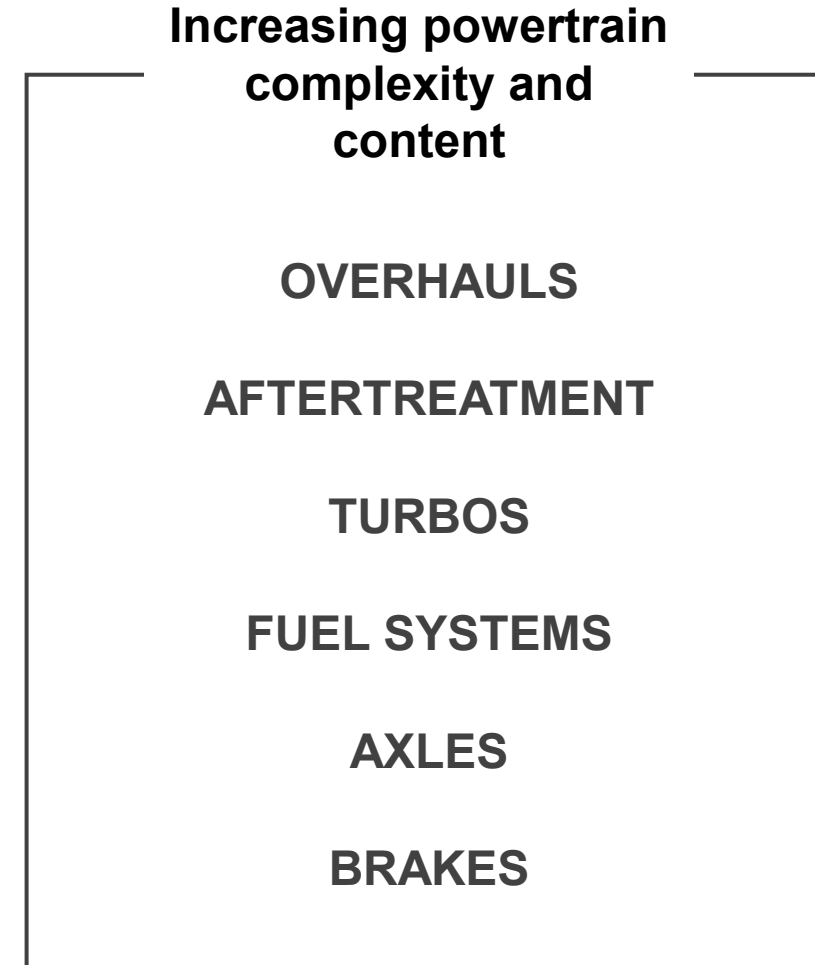 Increasing powertrain
complexity and
content
OVERHAULS
AFTERTREATMENT
TURBOS
FUEL SYSTEMS
AXLES
BRAKES